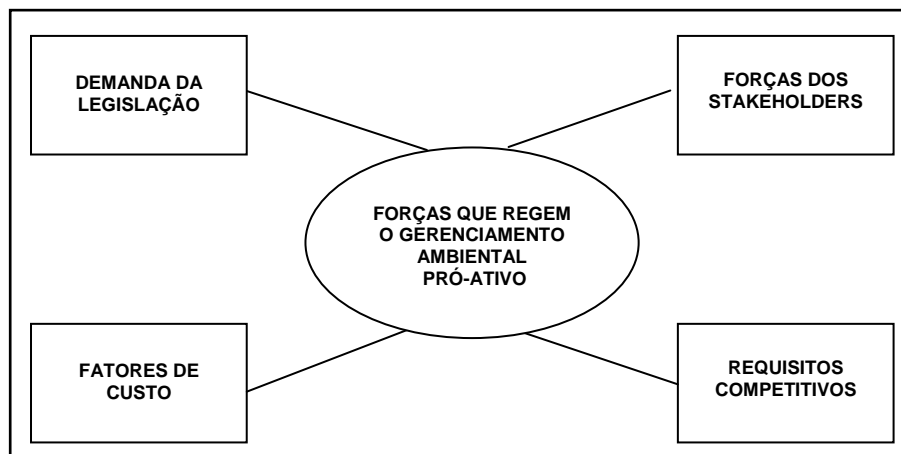 DEMANDA DA
LEGISLAÇÃO
FORÇAS DOS
STAKEHOLDERS
FORÇAS QUE REGEM
O GERENCIAMENTO
AMBIENTAL
PRÓ-ATIVO
FATORES DE
CUSTO
REQUISITOS
COMPETITIVOS